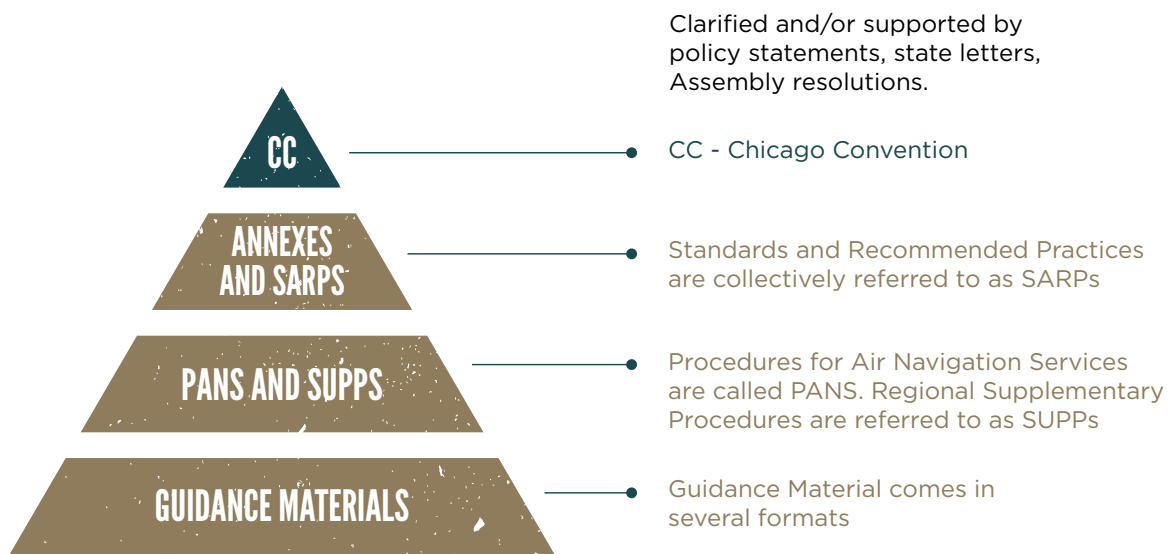 Clarified and/or supported by
policy statements, state letters,
Assembly resolutions.
CC
CC - Chicago Convention
ANNEXES
AND SARPS
Standards and Recommended Practices
are collectively referred to as SARPs
PANS AND SUPPS
Procedures for Air Navigation Services
are called PANS. Regional Supplementary
Procedures are referred to as SUPPs
GUIDANCE MATERIALS
Guidance Material comes in
several formats